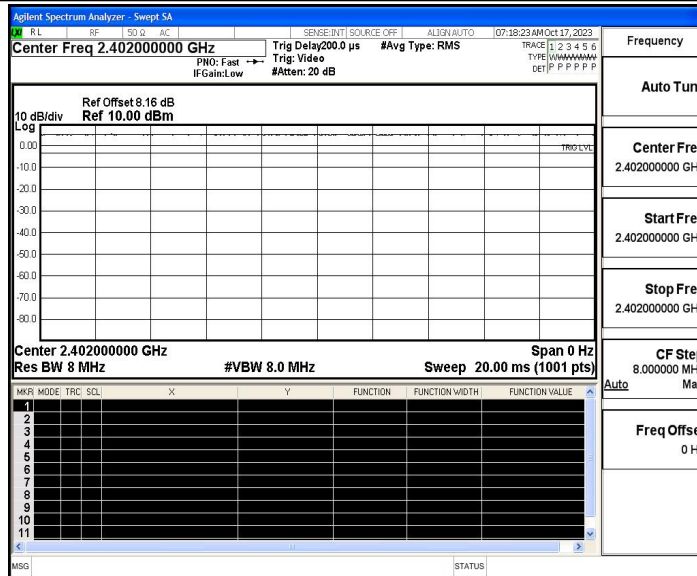 Agilent Spectrum Analyzer - Swept SA
LXI RL RF 50 Ω AC SENSE:INT SOURCE OFF ALIGN AUTO 07:18:23 AM Oct 17, 2023
Center Freq 2.402000000 GHz
PNO: Fast
IFGain:Low
Trig Delay200.0 µs
Trig: Video
#Atten: 20 dB
#Avg Type: RMS
TRACE 1 2 3 4 5 6
TYPE WWWWWW
DET P P P P P P
Ref Offset 8.16 dB
10 dB/div Ref 10.00 dBm
Log
0.00
TRIG LVL
-10.0
-20.0
-30.0
-40.0
-50.0
-60.0
-70.0
-80.0
Center 2.402000000 GHz Span 0 Hz
Res BW 8 MHz #VBW 8.0 MHz Sweep 20.00 ms (1001 pts)
MKR MODE TRC SCL X Y FUNCTION FUNCTION WIDTH FUNCTION VALUE
1
2
3
4
5
6
7
8
9
10
11
MSG STATUS
Frequency
Auto Tun
Center Fre
2.402000000 GH
Start Fre
2.402000000 GH
Stop Fre
2.402000000 GH
CF Ste
8.000000 MH
Auto Ma
Freq Offse
0 H